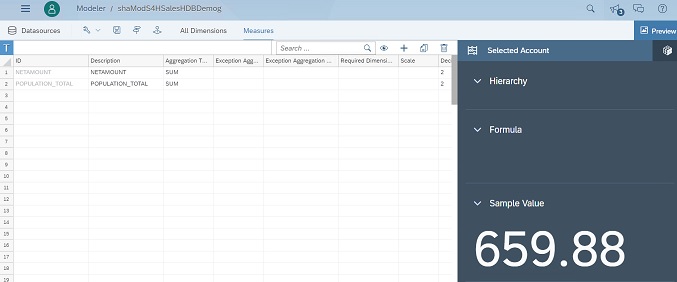 Modeler / shaModS4HSalesHDBDemog
3
Datasources
All Dimensions
Measures
Preview
Search ...
Selected Account
ID Description Aggregation T... Exception Agg... Exception Aggregation ... Required Dimensi... Scale Dec
1 NETAMOUNT NETAMOUNT SUM 2
2 POPULATION_TOTAL POPULATION_TOTAL SUM 2
3
4
5
6
7
8
9
10
11
12
13
14
15
16
17
18
19
Hierarchy
Formula
Sample Value
659.88